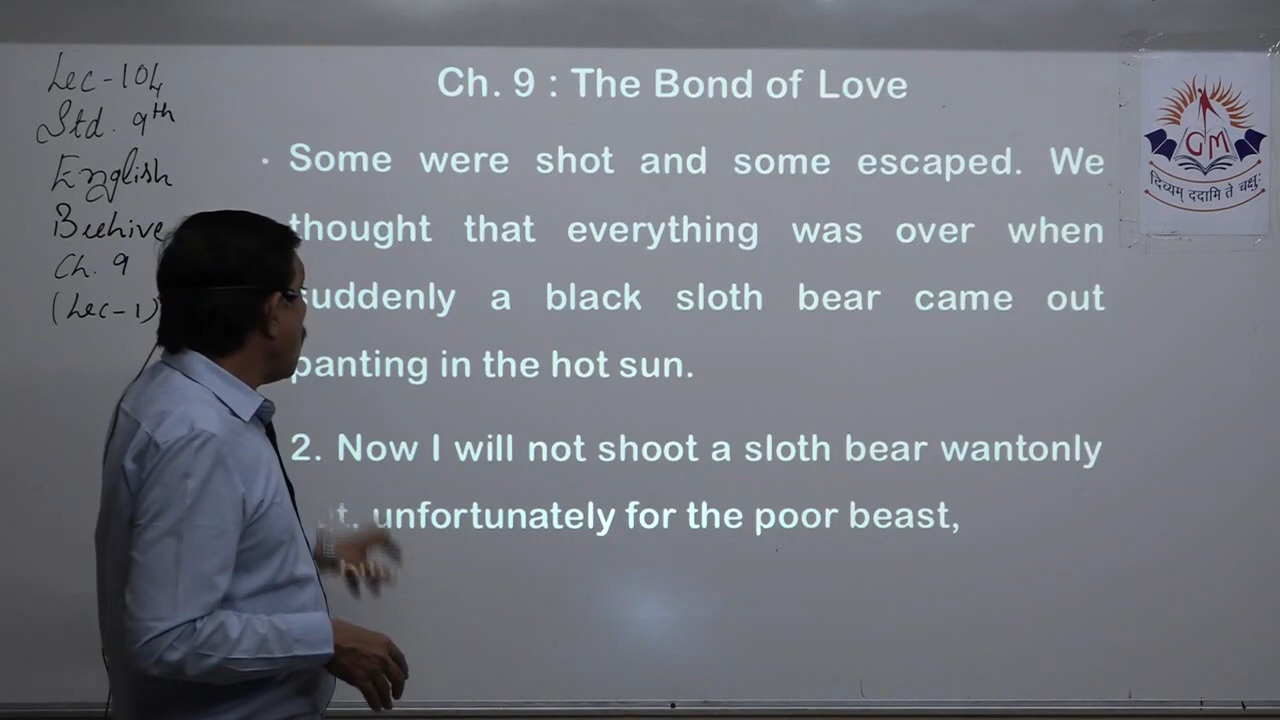 Lec-104
Std. 9th
English
Beehive
Ch. 9
(Lec-1)
Ch. 9 : The Bond of Love
• Some were shot and some escaped. We
thought that everything was over when
suddenly a black sloth bear came out
panting in the hot sun.
2. Now I will not shoot a sloth bear wantonly
unfortunately for the poor beast,
GM
दिव्यम् ददामि ते चक्षुः